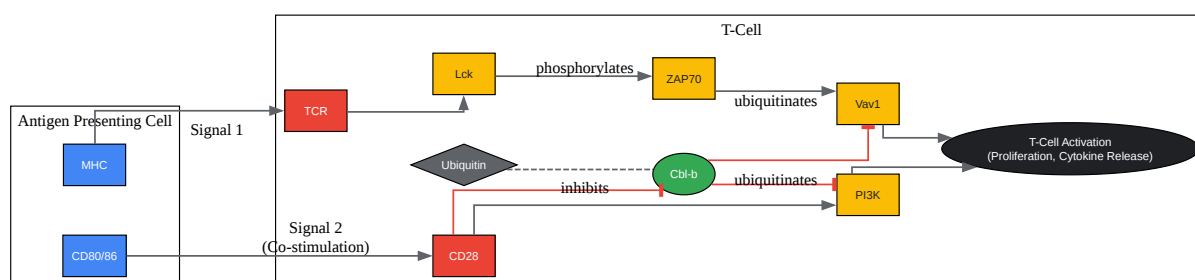 T-Cell
Antigen Presenting Cell
MHC
CD80/86
Signal 1
Signal 2
(Co-stimulation)
TCR
Lck
phosphorylates
ZAP70
ubiquitinates
Vav1
Ubiquitin
Cbl-b
inhibits
ubiquitinates
CD28
PI3K
T-Cell Activation
(Proliferation, Cytokine Release)